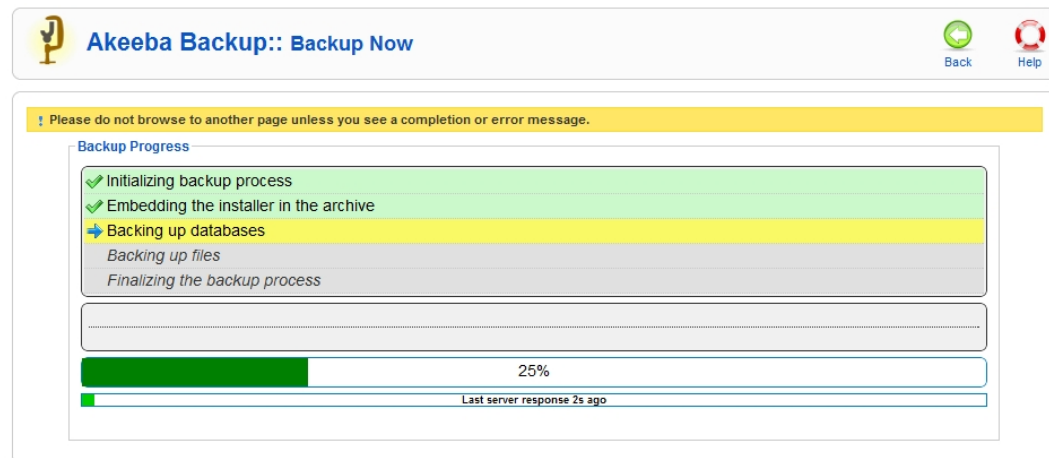 Akeeba Backup:: Backup Now
Back
Help
! Please do not browse to another page unless you see a completion or error message.
Backup Progress
Initializing backup process
Embedding the installer in the archive
Backing up databases
Backing up files
Finalizing the backup process
25%
Last server response 2s ago